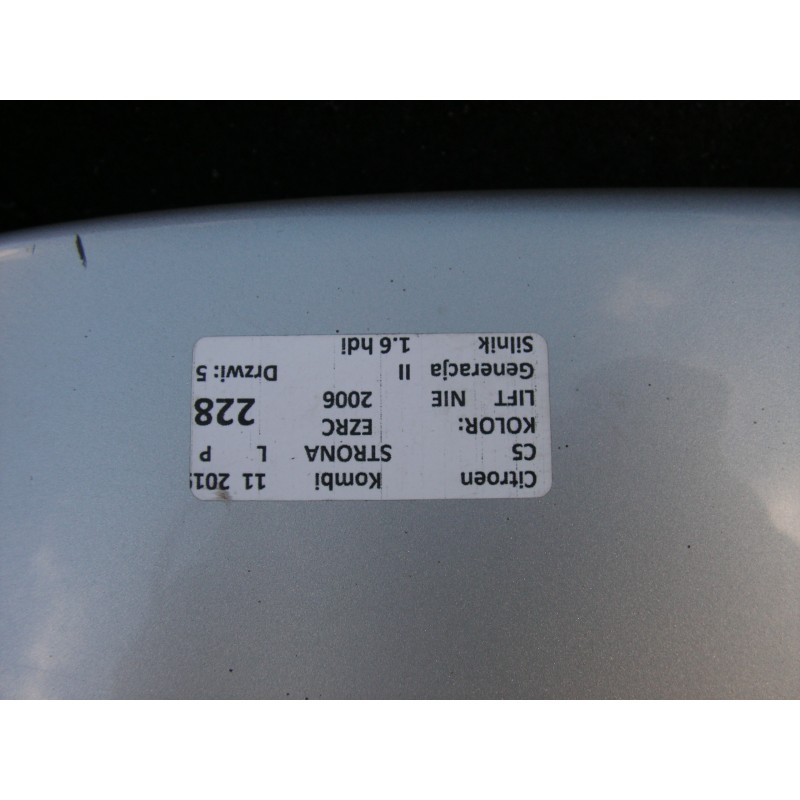 Citroen Kombi 11 201
C5 STRONA L P
KOLOR: EZRC 228
LIFT NIE 2006
Generacja II Drzwi: 5
Silnik 1.6 hdi